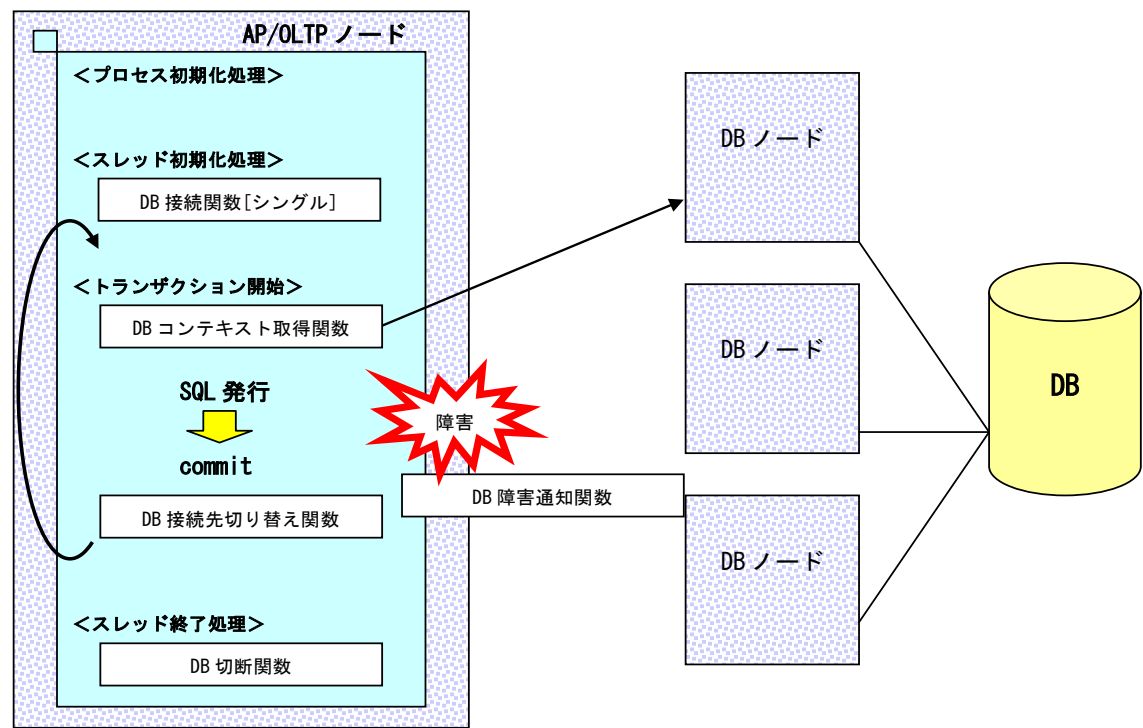 AP/OLTP ノード
＜プロセス初期化処理＞
＜スレッド初期化処理＞
DB 接続関数[シングル]
＜トランザクション開始＞
DB コンテキスト取得関数
SQL 発行
commit
障害
DB 障害通知関数
DB 接続先切り替え関数
＜スレッド終了処理＞
DB 切断関数
DB ノード
DB ノード
DB ノード
DB